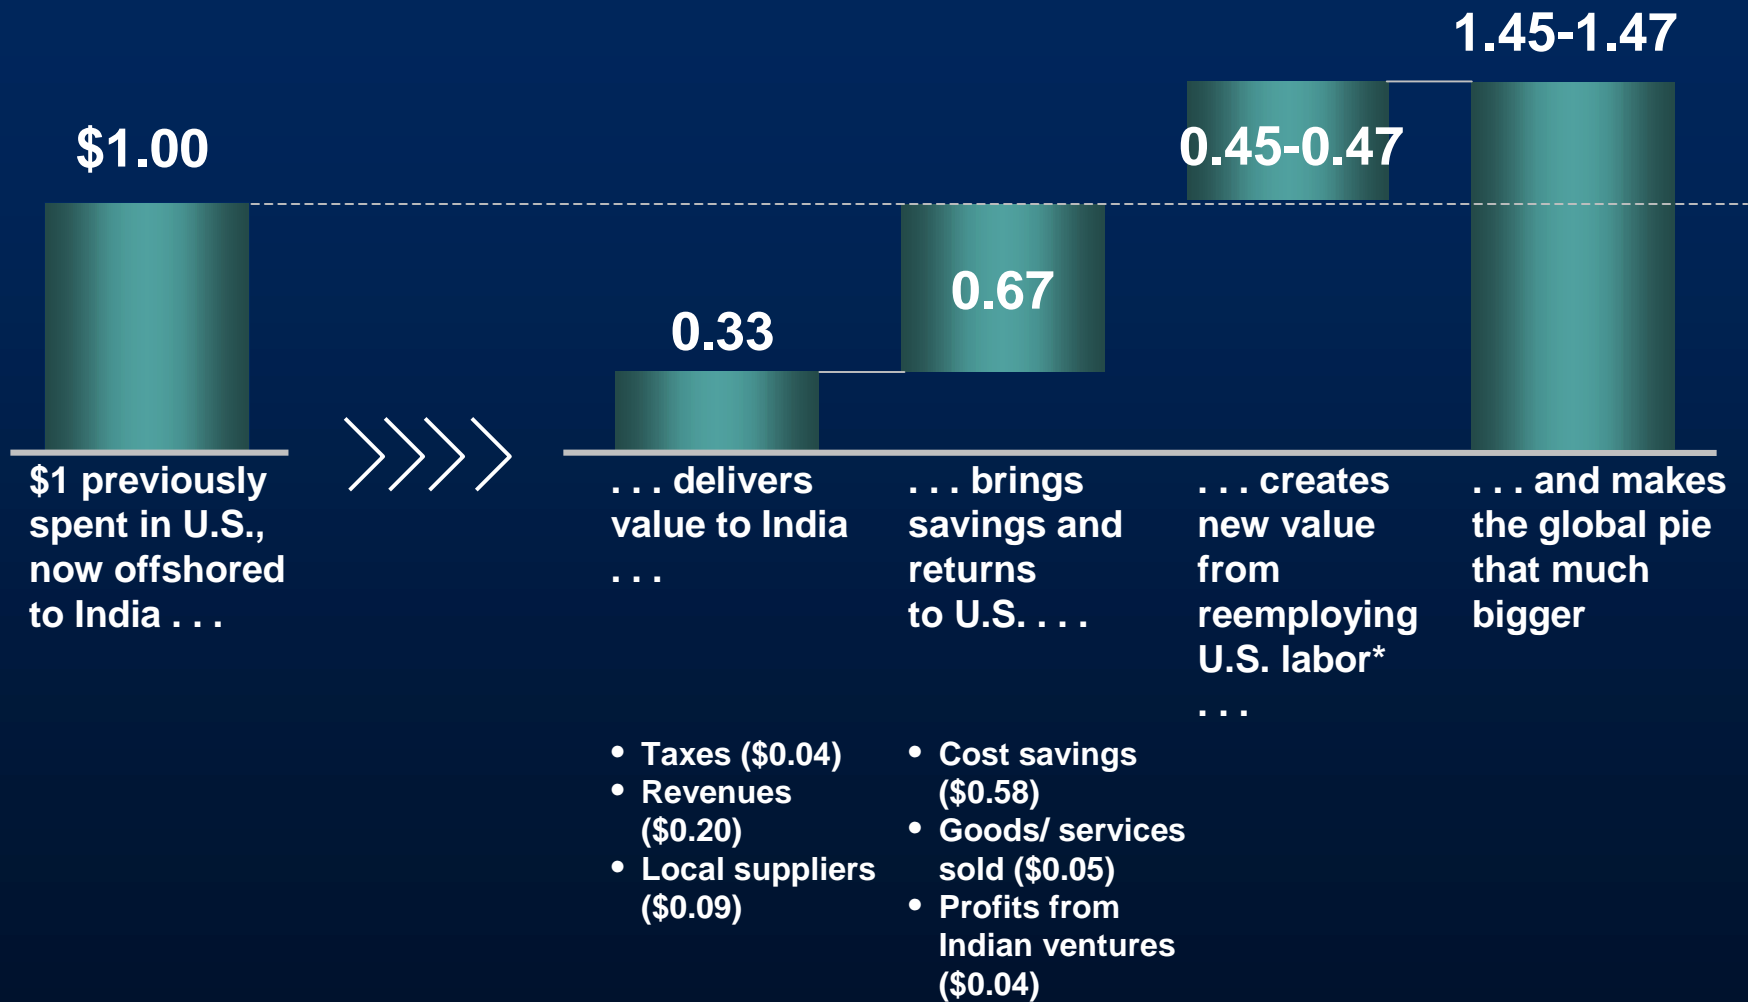 $1.00
0.33
0.67
0.45-0.47
1.45-1.47
$1 previously
spent in U.S.,
now offshored
to India . . .
. . . delivers
value to India
. . .
• Taxes ($0.04)
• Revenues
($0.20)
• Local suppliers
($0.09)
. . . brings
savings and
returns
to U.S. . . .
• Cost savings
($0.58)
• Goods/ services
sold ($0.05)
• Profits from
Indian ventures
($0.04)
. . . creates
new value
from
reemploying
U.S. labor*
. . .
. . . and makes
the global pie
that much
bigger